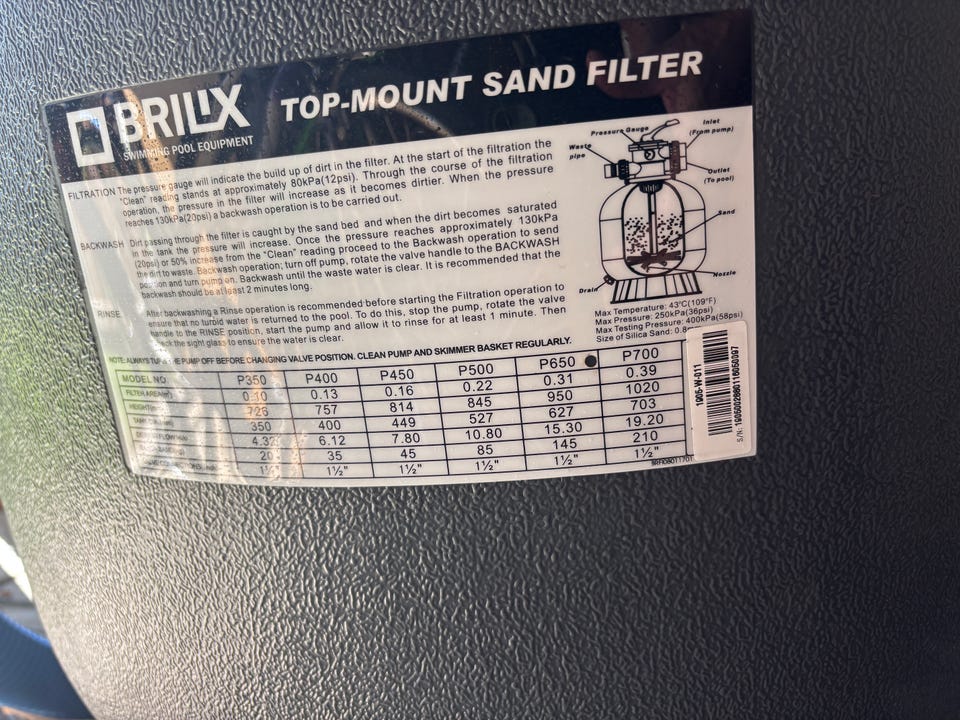 BRILIX
SWIMMING POOL EQUIPMENT
TOP-MOUNT SAND FILTER
FILTRATION The pressure gauge will indicate the build up of dirt in the filter. At the start of the filtration the
"Clean" reading stands at approximately 80kPa(12psi). Through the course of the filtration
operation, the pressure in the filter will increase as it becomes dirtier. When the pressure
reaches 130kPa(20psi) a backwash operation is to be carried out.
BACKWASH Dirt passing through the filter is caught by the sand bed and when the dirt becomes saturated
in the tank the pressure will increase. Once the pressure reaches approximately 130kPa
(20psi) or 50% increase from the "Clean" reading proceed to the Backwash operation to send
the dirt to waste. Backwash operation; turn off pump, rotate the valve handle to the BACKWASH
position and turn pump on. Backwash until the waste water is clear. It is recommended that the
backwash should be at least 2 minutes long.
RINSE After backwashing a Rinse operation is recommended before starting the Filtration operation to
ensure that no turbid water is returned to the pool. To do this, stop the pump, rotate the valve
handle to the RINSE position, start the pump and allow it to rinse for at least 1 minute. Then
check the sight glass to ensure the water is clear.
NOTE: ALWAYS THE PUMP OFF BEFORE CHANGING VALVE POSITION. CLEAN PUMP AND SKIMMER BASKET REGULARLY.
Pressure Gauge
Inlet
(From pump)
Waste
pipe
Outlet
(To pool)
Sand
Nozzle
Drain
Max Temperature: 43°C(109°F)
Max Pressure: 250kPa(36psi)
Max Testing Pressure: 400kPa(58psi)
Size of Silica Sand:
MODEL NO. P350 P400 P450 P500 P650 P700
FILTER AREA(m²) 0.10 0.13 0.16 0.22 0.31 0.39
HEIGHT(mm) 726 757 814 845 950 1020
350 400 449 527 627 703
4.32 6.12 7.80 10.80 15.30 19.20
20 35 45 85 145 210
1½" 1½" 1½" 1½" 1½" 1½"
1905-W-011